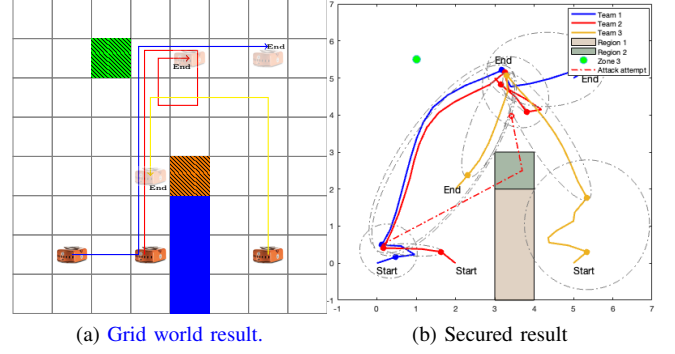 End
End
End
(a) Grid world result.
7
6
5
4
3
2
1
0
-1
-1
0
1
2
3
4
5
6
7
End
End
End
Start
Start
Start
Team 1
Team 2
Team 3
Region 1
Region 2
Zone 3
Attack attempt
(b) Secured result